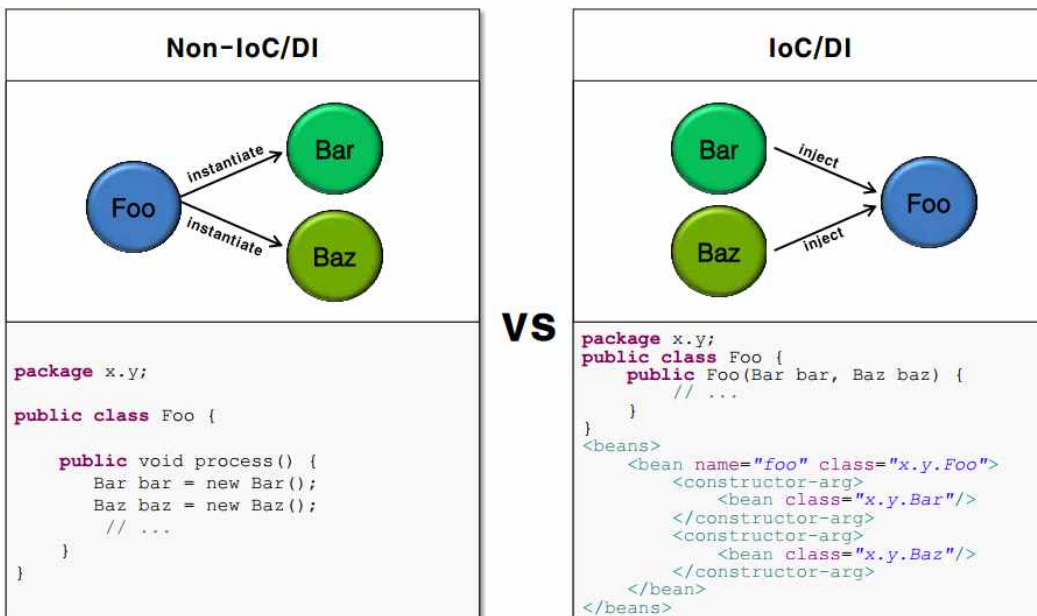 Non-IoC/DI
Foo
instantiate
instantiate
Bar
Baz
package x.y;
public class Foo {
public void process() {
Bar bar = new Bar();
Baz baz = new Baz();
// ...
}
}
VS
IoC/DI
Bar
Baz
inject
inject
Foo
package x.y;
public class Foo {
public Foo(Bar bar, Baz baz) {
// ...
}
}
<beans>
<bean name="foo" class="x.y.Foo">
<constructor-arg>
<bean class="x.y.Bar"/>
</constructor-arg>
<constructor-arg>
<bean class="x.y.Baz"/>
</constructor-arg>
</bean>
</beans>